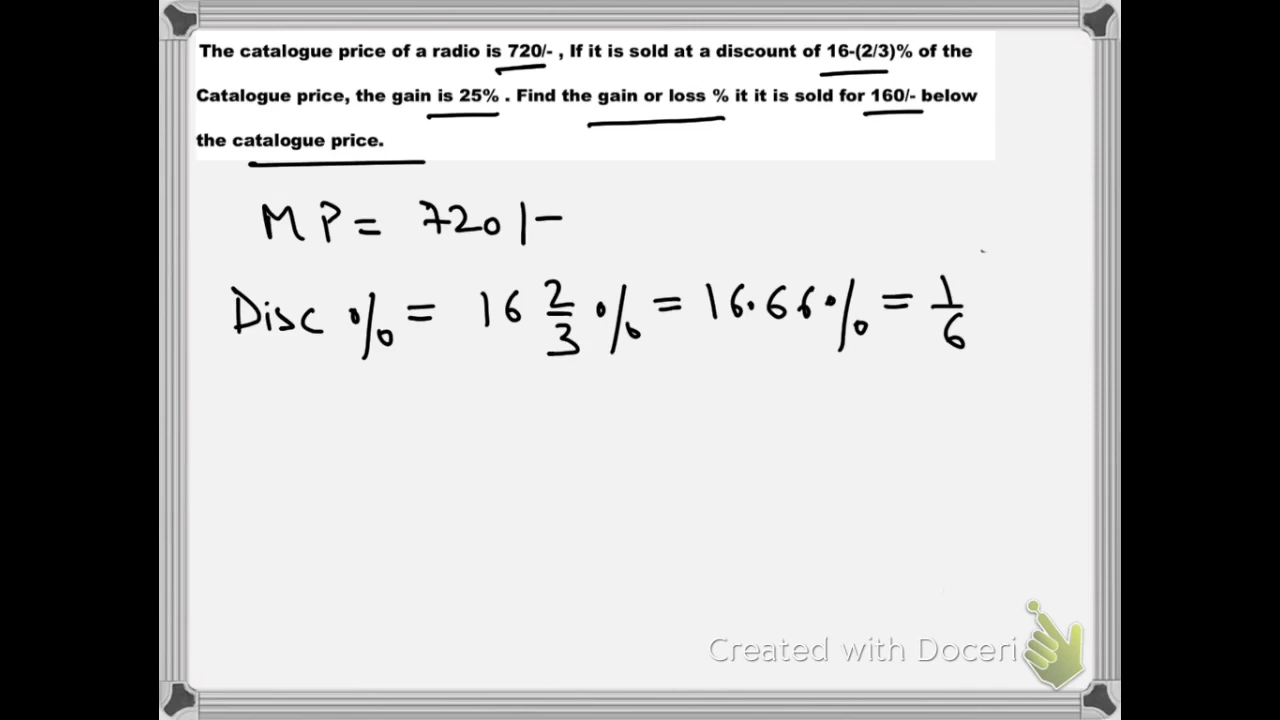 The catalogue price of a radio is 720/- , If it is sold at a discount of 16-(2/3)% of the
Catalogue price, the gain is 25% . Find the gain or loss % it it is sold for 160/- below
the catalogue price.
MP = 720/-
Disc % = 16 2/3 % = 16.66% = 1/6
Created with Doceri